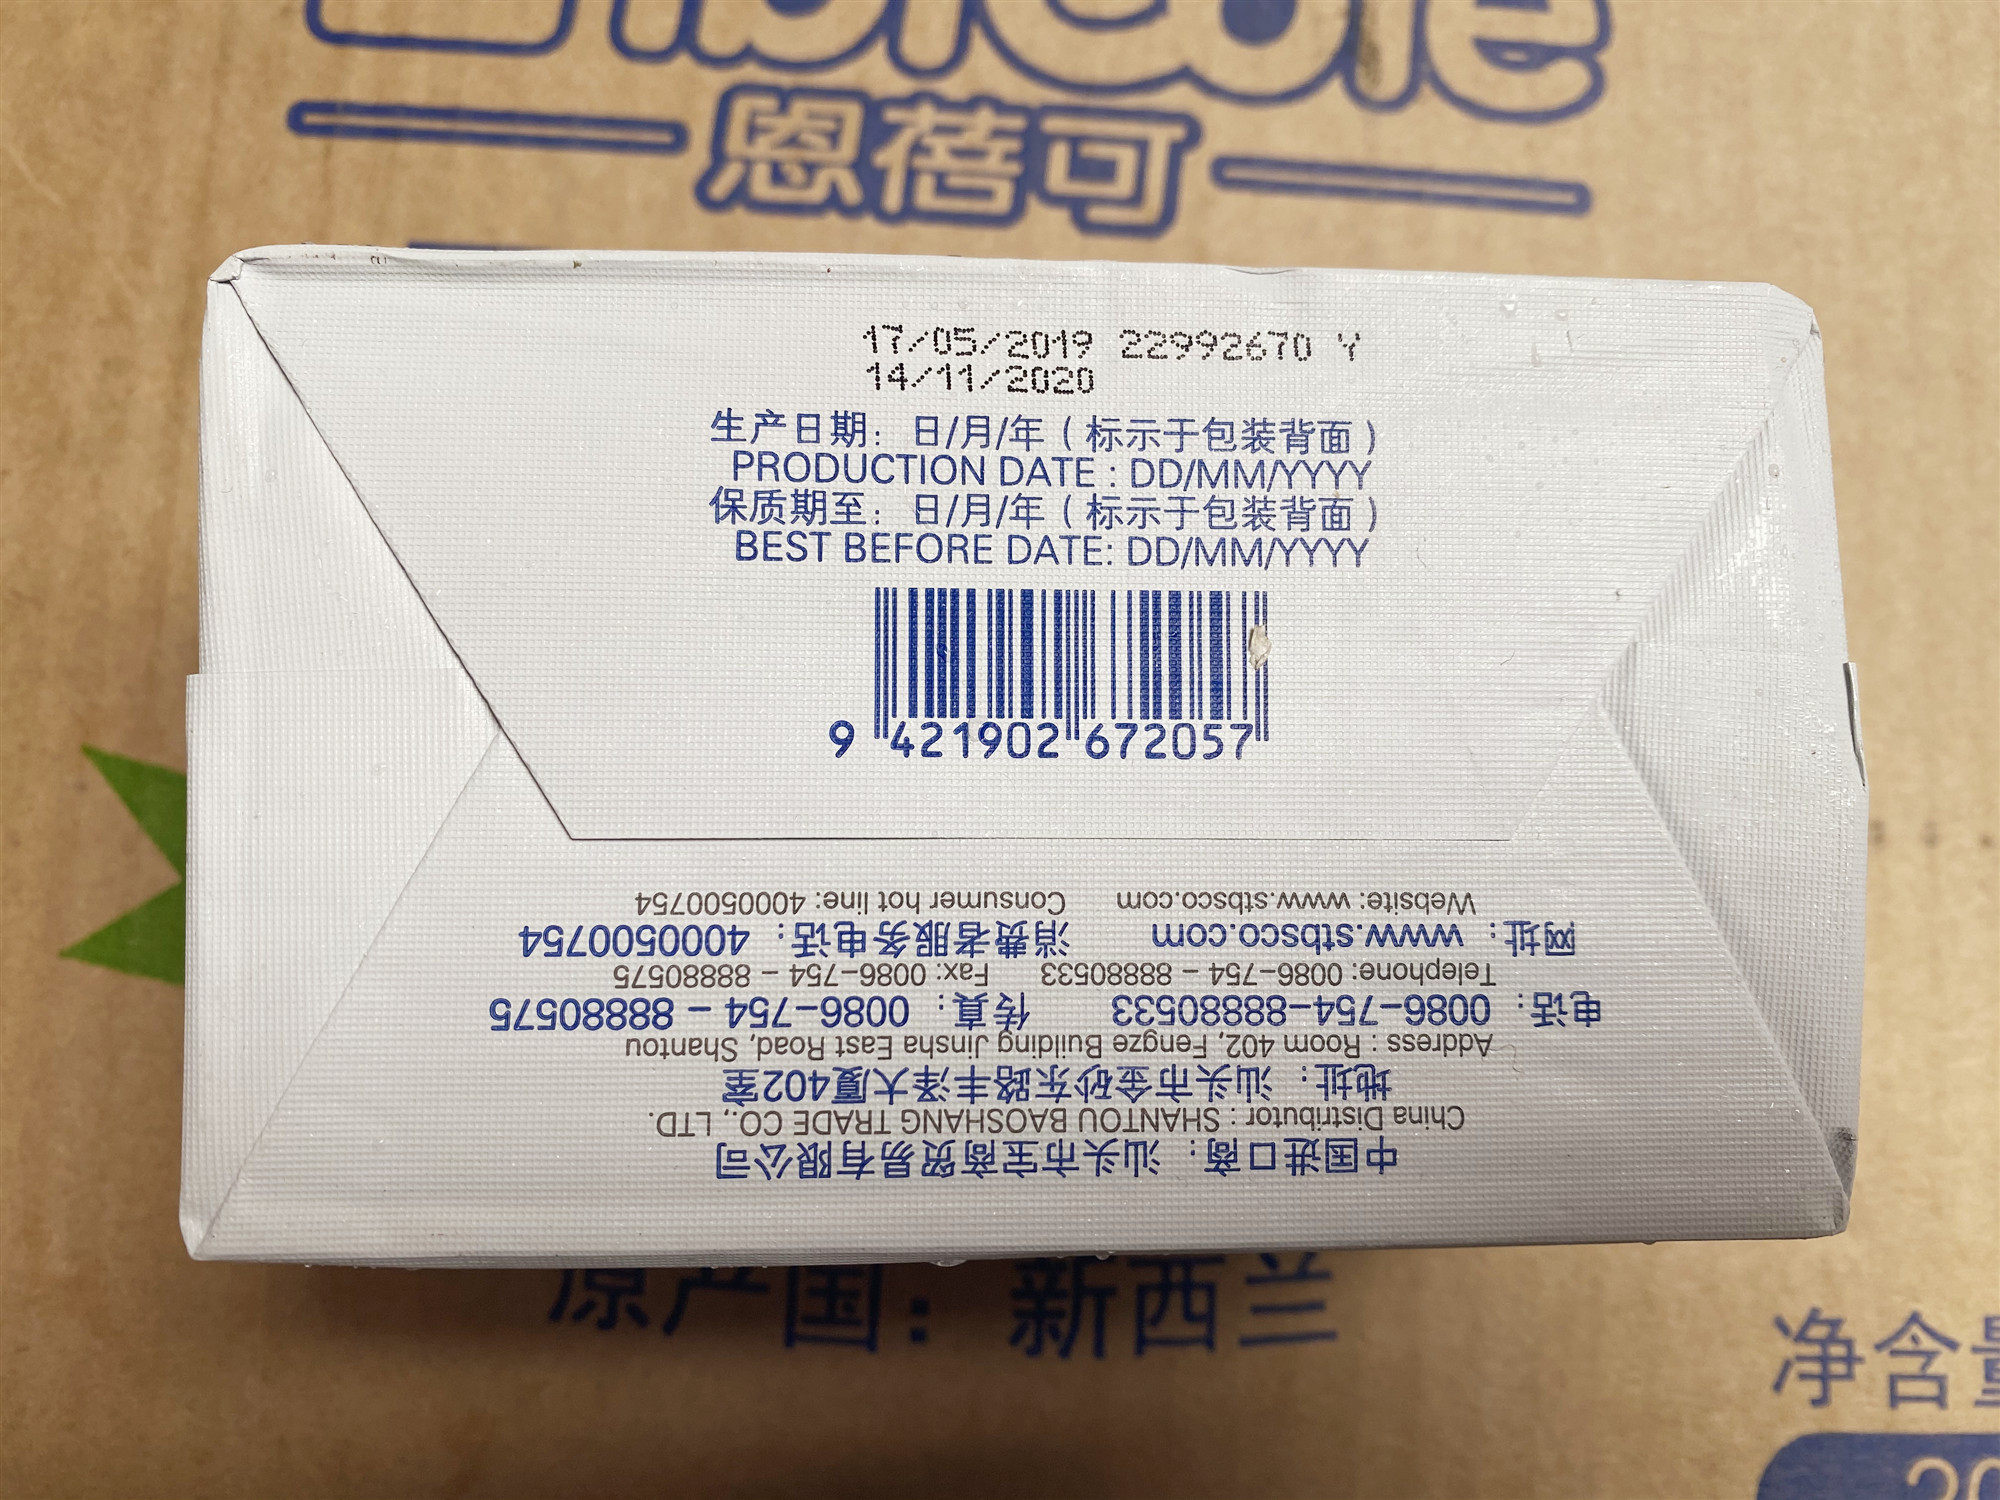 恩蓓可
17/05/2019 22992670 Y
14/11/2020
生产日期： 日/月/年（标示于包装背面）
PRODUCTION DATE : DD/MM/YYYY
保质期至： 日/月/年（标示于包装背面）
BEST BEFORE DATE: DD/MM/YYYY
9 421902 672057
中国进口商：汕头市宝商贸易有限公司
China Distributor : SHANTOU BAOSHANG TRADE CO., LTD.
地址：汕头市金砂东路丰泽大厦402室
Address : Room 402, Fengze Building Jinsha East Road, Shantou
电话：0086-754-88880533 传真：0086-754 - 88880575
Telephone: 0086-754 - 88880533 Fax: 0086-754 - 88880575
网址：www.stbsco.com 消费者服务电话：4000500754
Website: www.stbsco.com Consumer hot line: 4000500754
原产国：新西兰
净含量